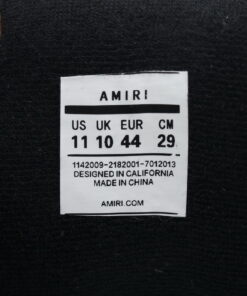 AMIRI
US UK EUR CM
11 10 44 29
1142009-2182001-7012013
DESIGNED IN CALIFORNIA
MADE IN CHINA
AMIRI.COM